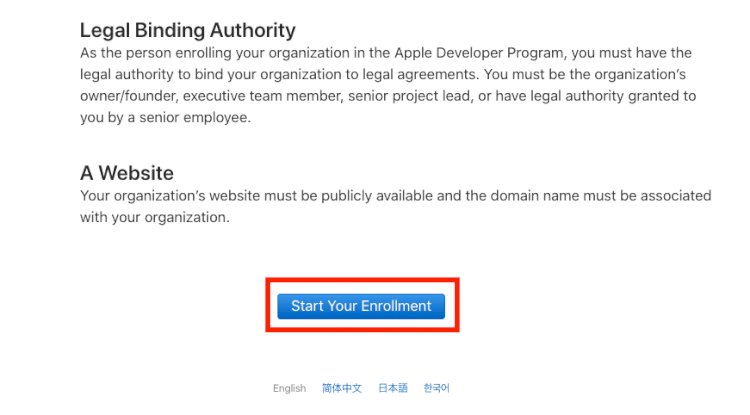 Legal Binding Authority
As the person enrolling your organization in the Apple Developer Program, you must have the
legal authority to bind your organization to legal agreements. You must be the organization’s
owner/founder, executive team member, senior project lead, or have legal authority granted to
you by a senior employee.
A Website
Your organization’s website must be publicly available and the domain name must be associated
with your organization.
Start Your Enrollment
English 简体中文 日本語 한국어